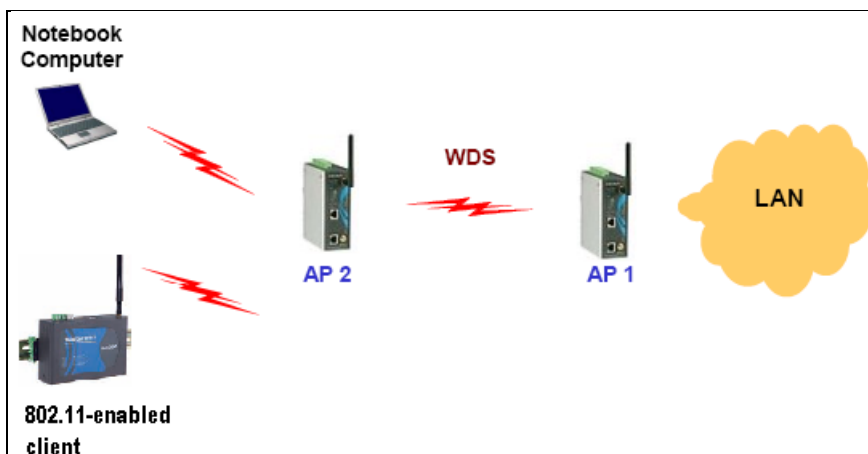 Notebook
Computer
WDS
LAN
AP 2
AP 1
802.11-enabled
client